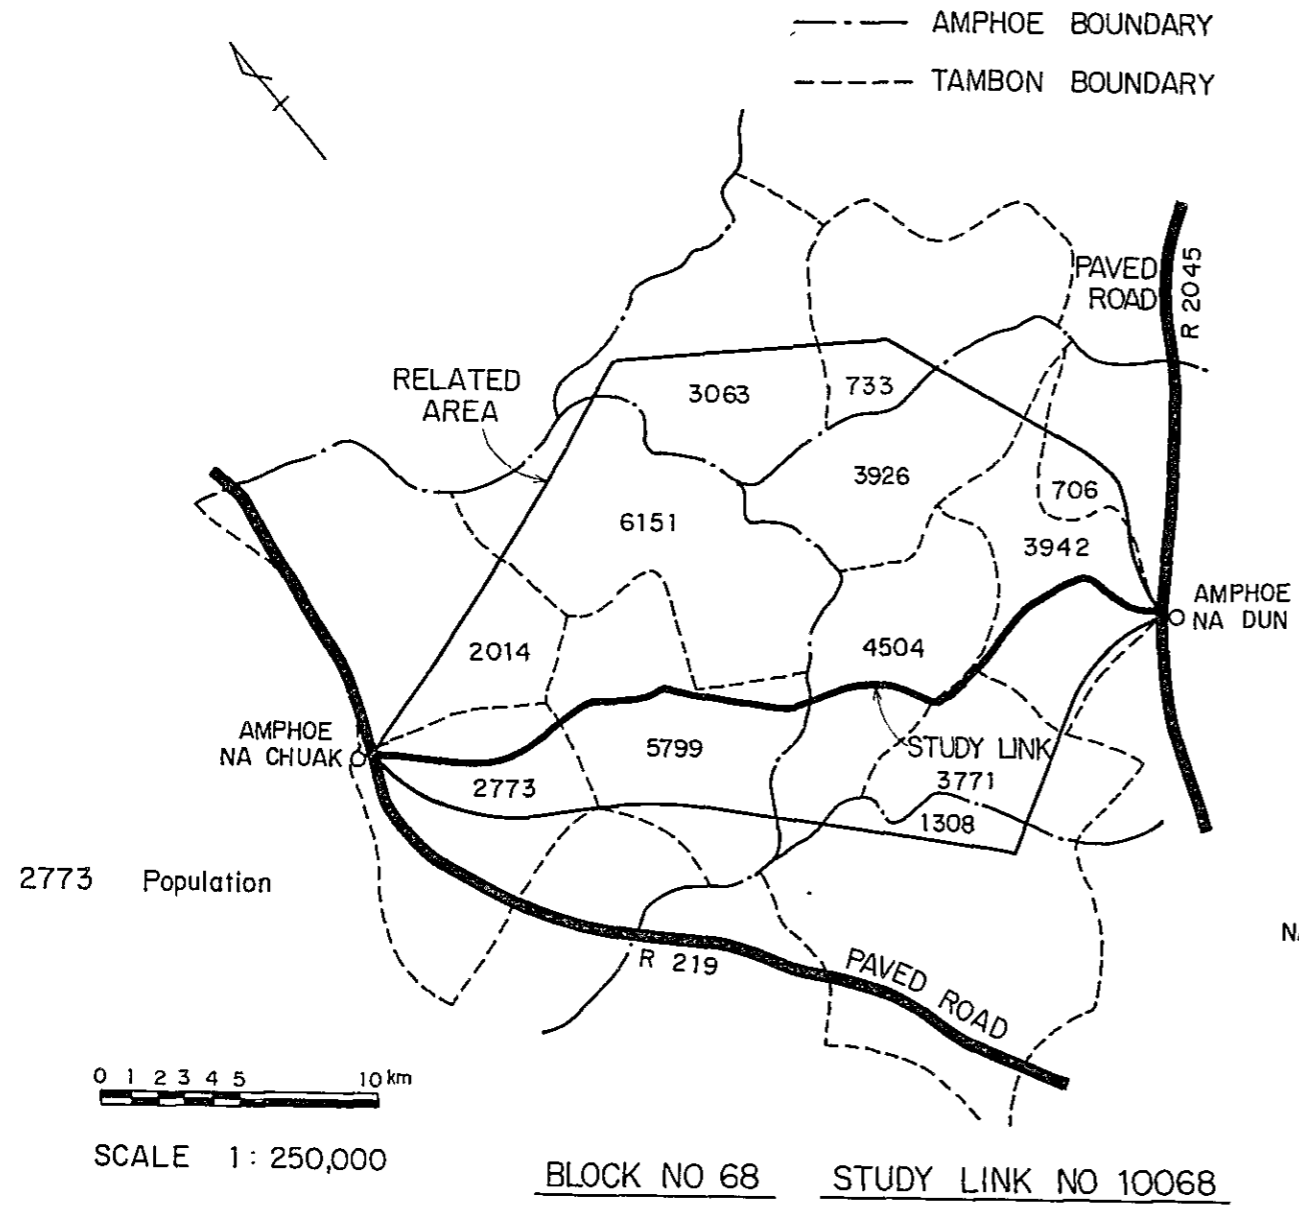 AMPHOE BOUNDARY
TAMBON BOUNDARY
PAVED
ROAD
R 2045
RELATED
AREA
3063
733
3926
706
6151
3942
AMPHOE
NA DUN
2014
4504
AMPHOE
NA CHUAK
5799
STUDY LINK
2773
3771
1308
2773 Population
NA
R 219
PAVED ROAD
0 1 2 3 4 5 10 km
SCALE 1 : 250,000
BLOCK NO 68 STUDY LINK NO 10068